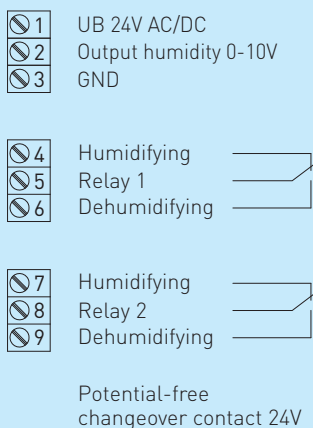 1 UB 24V AC/DC
2 Output humidity 0-10V
3 GND
4 Humidifying
5 Relay 1
6 Dehumidifying
7 Humidifying
8 Relay 2
9 Dehumidifying
Potential-free
changeover contact 24V